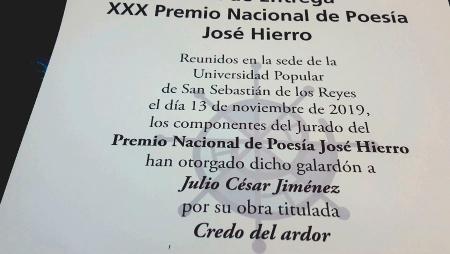 de Entrega
XXX Premio Nacional de Poesía
José Hierro
Reunidos en la sede de la
Universidad Popular
de San Sebastián de los Reyes
el día 13 de noviembre de 2019,
los componentes del Jurado del
Premio Nacional de Poesía José Hierro
han otorgado dicho galardón a
Julio César Jiménez
por su obra titulada
Credo del ardor